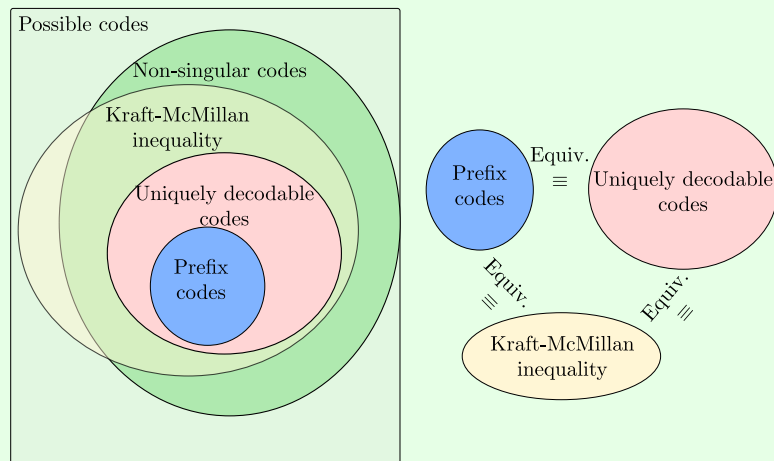 Possible codes
Non-singular codes
Kraft-McMillan
inequality
Uniquely decodable
codes
Prefix
codes
Prefix
codes
Equiv.
≡
Uniquely decodable
codes
Equiv.
≡
Equiv.
≡
Kraft-McMillan
inequality